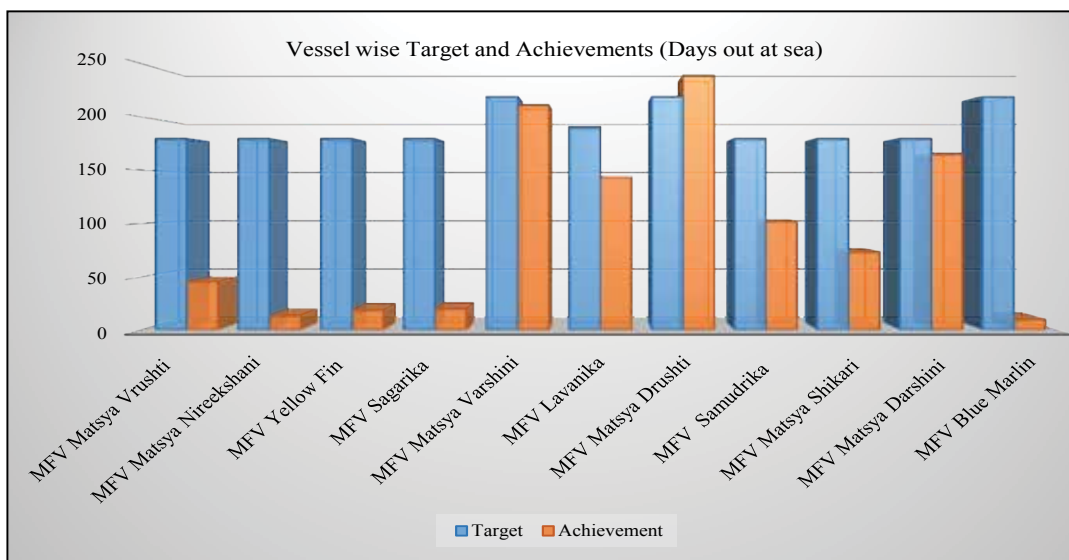 Vessel wise Target and Achievements (Days out at sea)
250
200
150
100
50
0
MFV Matsya Vrushti
MFV Matsya Nireekshani
MFV Yellow Fin
MFV Sagarika
MFV Matsya Varshini
MFV Lavanika
MFV Matsya Drushti
MFV Samudrika
MFV Matsya Shikari
MFV Matsya Darshini
MFV Blue Marlin
Target
Achievement